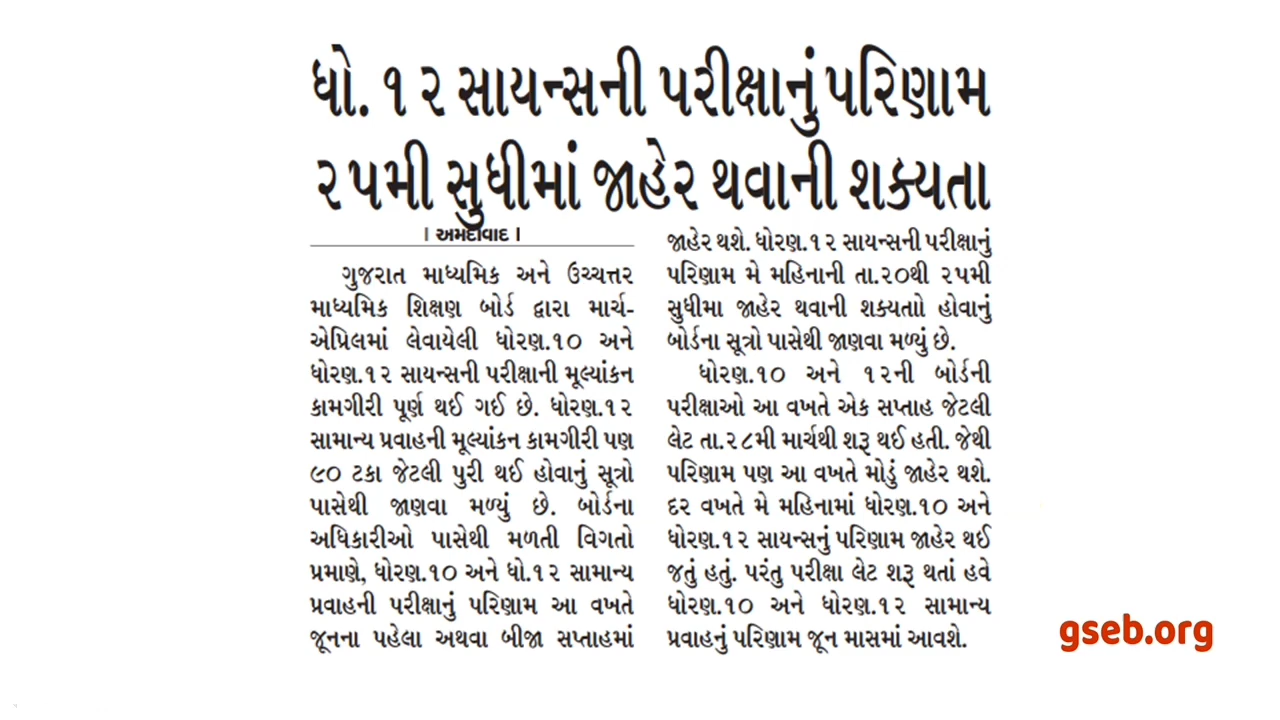 ધો. ૧૨ સાયન્સની પરીક્ષાનું પરિણામ
૨૫મી સુધીમાં જાહેર થવાની શક્યતા
। અમદાવાદ ।
ગુજરાત માધ્યમિક અને ઉચ્ચત્તર
માધ્યમિક શિક્ષણ બોર્ડ દ્વારા માર્ચ-
એપ્રિલમાં લેવાયેલી ધોરણ.૧૦ અને
ધોરણ.૧૨ સાયન્સની પરીક્ષાની મૂલ્યાંકન
કામગીરી પૂર્ણ થઈ ગઈ છે. ધોરણ.૧૨
સામાન્ય પ્રવાહની મૂલ્યાંકન કામગીરી પણ
૯૦ ટકા જેટલી પુરી થઈ હોવાનું સૂત્રો
પાસેથી જાણવા મળ્યું છે. બોર્ડના
અધિકારીઓ પાસેથી મળતી વિગતો
પ્રમાણે, ધોરણ.૧૦ અને ધો.૧૨ સામાન્ય
પ્રવાહની પરીક્ષાનું પરિણામ આ વખતે
જૂનના પહેલા અથવા બીજા સપ્તાહમાં
જાહેર થશે. ધોરણ.૧૨ સાયન્સની પરીક્ષાનું
પરિણામ મે મહિનાની તા.૨૦થી ૨૫મી
સુધીમા જાહેર થવાની શક્યતાો હોવાનું
બોર્ડના સૂત્રો પાસેથી જાણવા મળ્યું છે.
ધોરણ.૧૦ અને ૧૨ની બોર્ડની
પરીક્ષાઓ આ વખતે એક સપ્તાહ જેટલી
લેટ તા.૨૮મી માર્ચથી શરૂ થઈ હતી. જેથી
પરિણામ પણ આ વખતે મોડું જાહેર થશે.
દર વખતે મે મહિનામાં ધોરણ.૧૦ અને
ધોરણ.૧૨ સાયન્સનું પરિણામ જાહેર થઈ
જતું હતું. પરંતુ પરીક્ષા લેટ શરૂ થતાં હવે
ધોરણ.૧૦ અને ધોરણ.૧૨ સામાન્ય
પ્રવાહનું પરિણામ જૂન માસમાં આવશે.
gseb.org